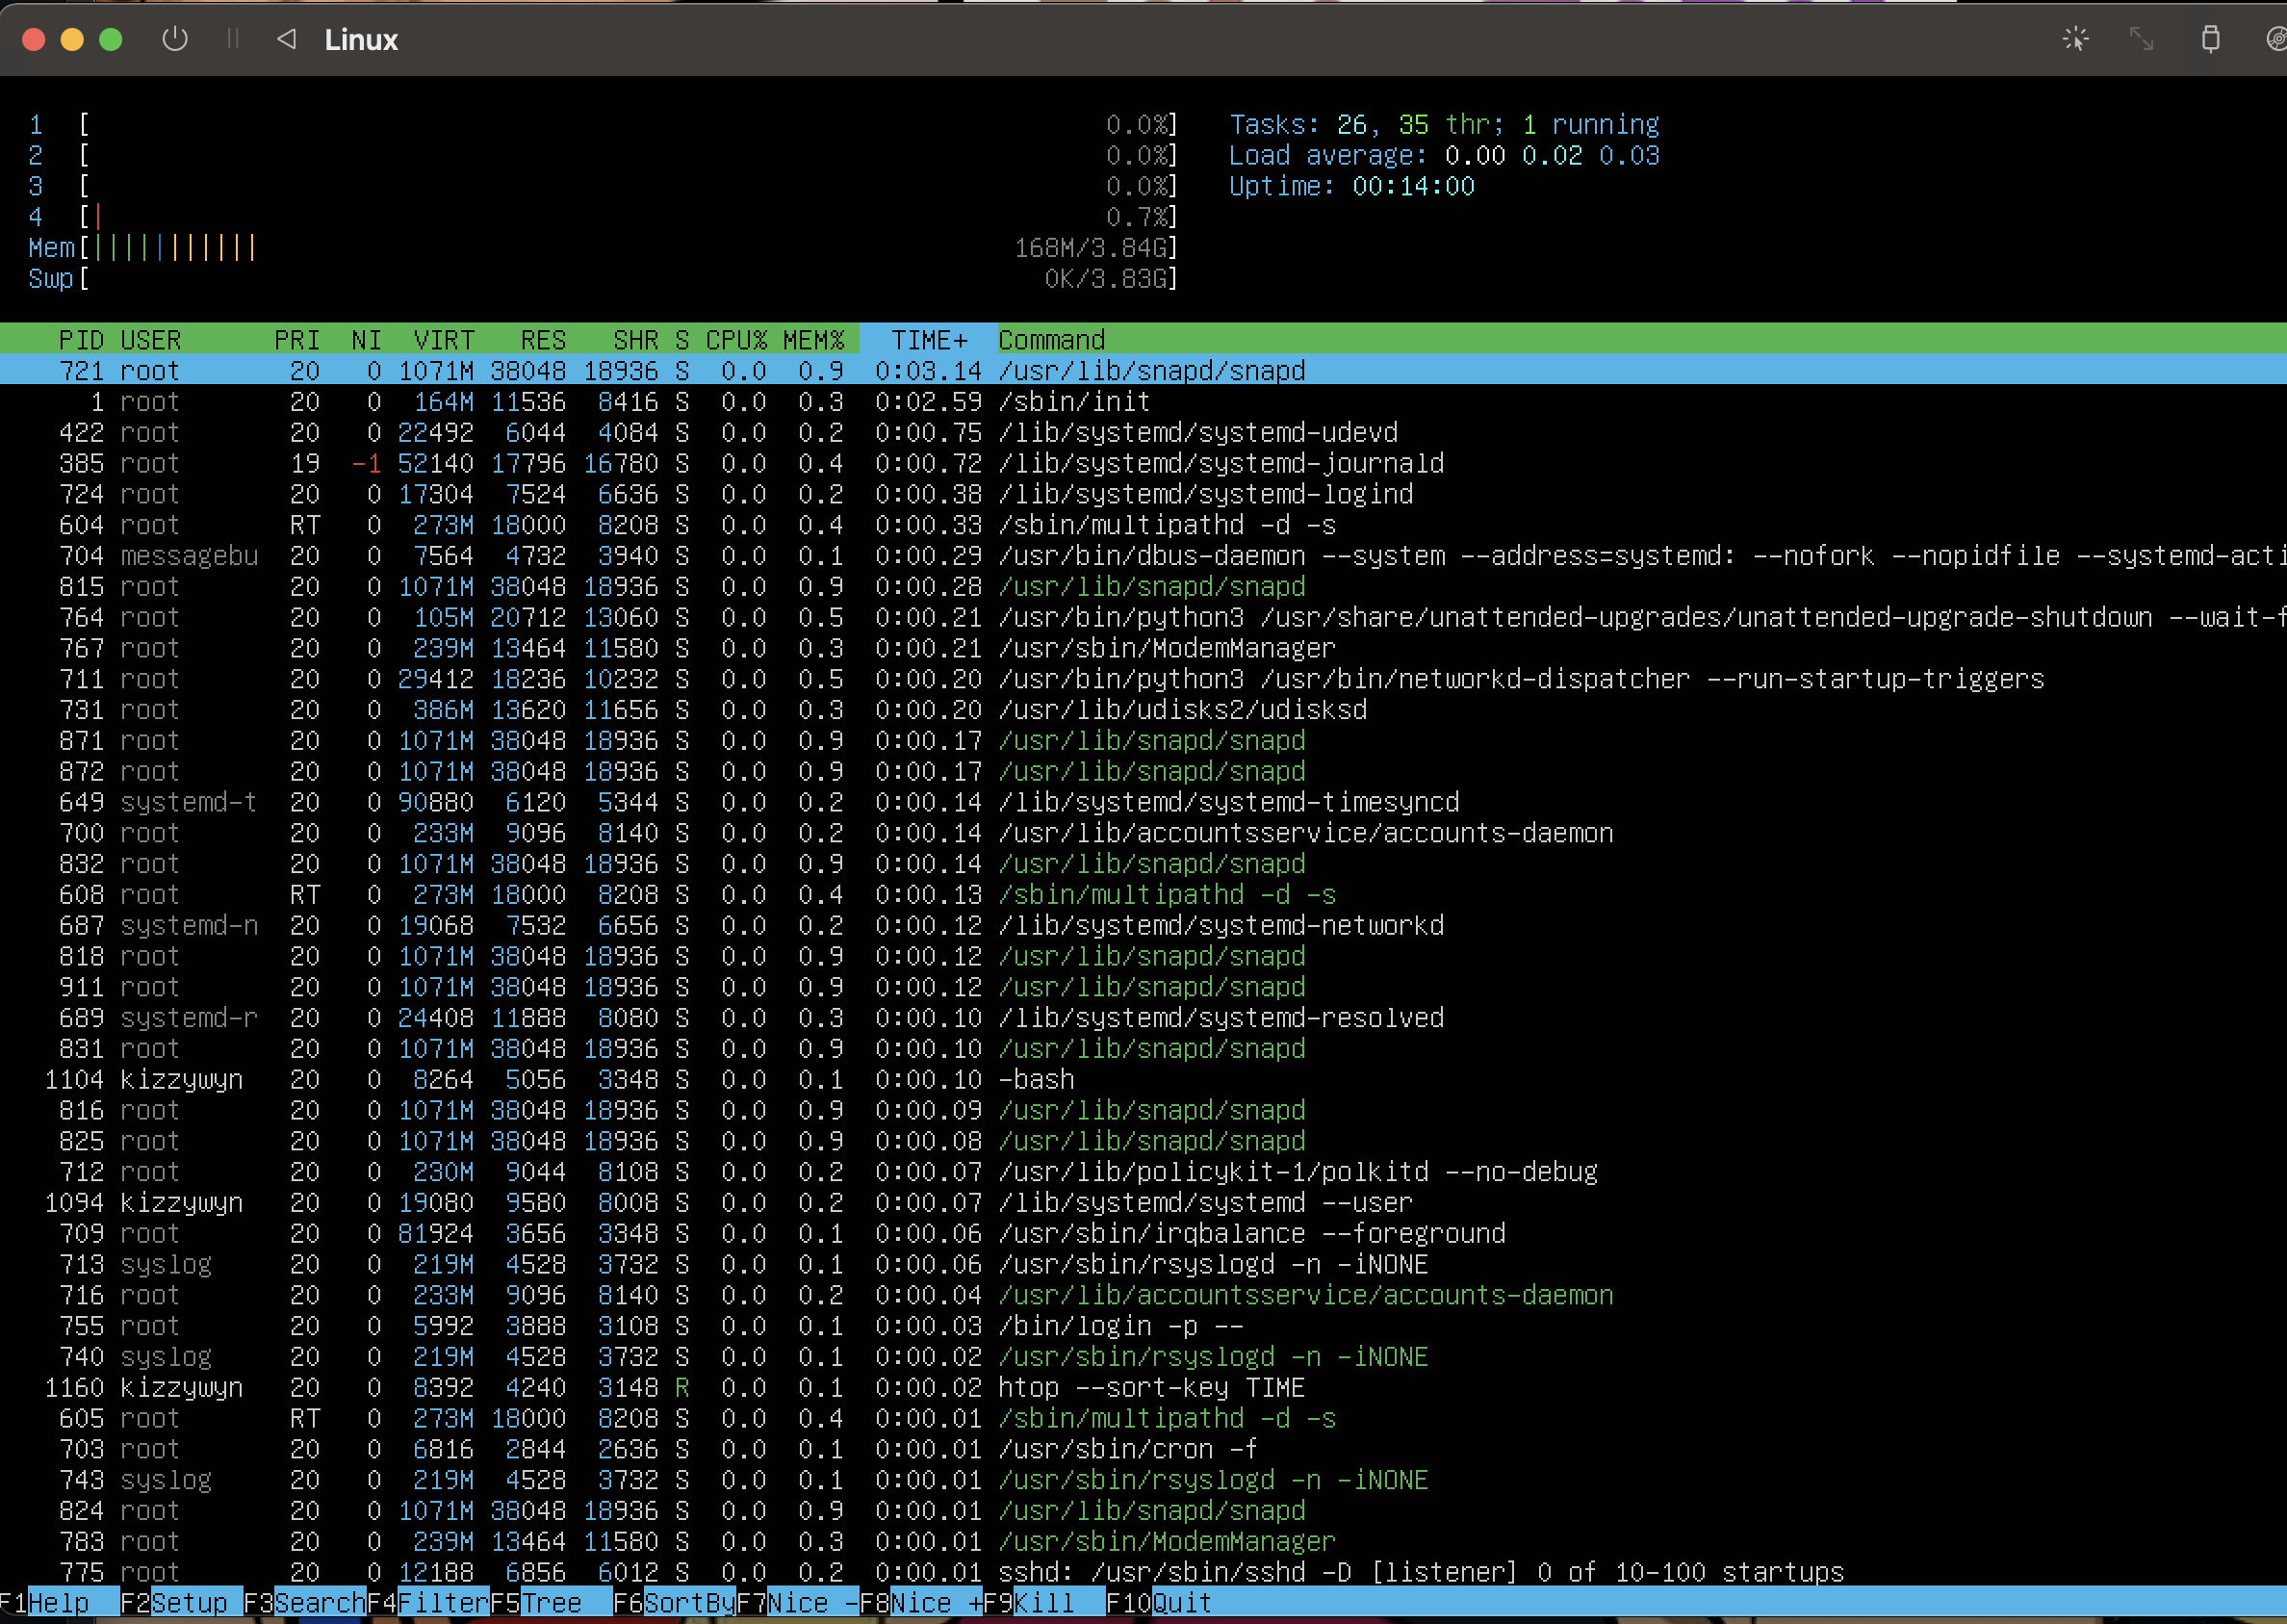 Linux
1 [ 0.0%] Tasks: 26, 35 thr; 1 running
2 [ 0.0%] Load average: 0.00 0.02 0.03
3 [ 0.0%] Uptime: 00:14:00
4 [| 0.7%]
Mem[||||||||||| 168M/3.84G]
Swp[ 0K/3.83G]
PID USER PRI NI VIRT RES SHR S CPU% MEM% TIME+ Command
721 root 20 0 1071M 38048 18936 S 0.0 0.9 0:03.14 /usr/lib/snapd/snapd
1 root 20 0 164M 11536 8416 S 0.0 0.3 0:02.59 /sbin/init
422 root 20 0 22492 6044 4084 S 0.0 0.2 0:00.75 /lib/systemd/systemd-udevd
385 root 19 -1 52140 17796 16780 S 0.0 0.4 0:00.72 /lib/systemd/systemd-journald
724 root 20 0 17304 7524 6636 S 0.0 0.2 0:00.38 /lib/systemd/systemd-logind
604 root RT 0 273M 18000 8208 S 0.0 0.4 0:00.33 /sbin/multipathd -d -s
704 messagebu 20 0 7564 4732 3940 S 0.0 0.1 0:00.29 /usr/bin/dbus-daemon --system --address=systemd: --nofork --nopidfile --systemd-acti
815 root 20 0 1071M 38048 18936 S 0.0 0.9 0:00.28 /usr/lib/snapd/snapd
764 root 20 0 105M 20712 13060 S 0.0 0.5 0:00.21 /usr/bin/python3 /usr/share/unattended-upgrades/unattended-upgrade-shutdown --wait-f
767 root 20 0 239M 13464 11580 S 0.0 0.3 0:00.21 /usr/sbin/ModemManager
711 root 20 0 29412 18236 10232 S 0.0 0.5 0:00.20 /usr/bin/python3 /usr/bin/networkd-dispatcher --run-startup-triggers
731 root 20 0 386M 13620 11656 S 0.0 0.3 0:00.20 /usr/lib/udisks2/udisksd
871 root 20 0 1071M 38048 18936 S 0.0 0.9 0:00.17 /usr/lib/snapd/snapd
872 root 20 0 1071M 38048 18936 S 0.0 0.9 0:00.17 /usr/lib/snapd/snapd
649 systemd-t 20 0 90880 6120 5344 S 0.0 0.2 0:00.14 /lib/systemd/systemd-timesyncd
700 root 20 0 233M 9096 8140 S 0.0 0.2 0:00.14 /usr/lib/accountsservice/accounts-daemon
832 root 20 0 1071M 38048 18936 S 0.0 0.9 0:00.14 /usr/lib/snapd/snapd
608 root RT 0 273M 18000 8208 S 0.0 0.4 0:00.13 /sbin/multipathd -d -s
687 systemd-n 20 0 19068 7532 6656 S 0.0 0.2 0:00.12 /lib/systemd/systemd-networkd
818 root 20 0 1071M 38048 18936 S 0.0 0.9 0:00.12 /usr/lib/snapd/snapd
911 root 20 0 1071M 38048 18936 S 0.0 0.9 0:00.12 /usr/lib/snapd/snapd
689 systemd-r 20 0 24408 11888 8080 S 0.0 0.3 0:00.10 /lib/systemd/systemd-resolved
831 root 20 0 1071M 38048 18936 S 0.0 0.9 0:00.10 /usr/lib/snapd/snapd
1104 kizzywyn 20 0 8264 5056 3348 S 0.0 0.1 0:00.10 -bash
816 root 20 0 1071M 38048 18936 S 0.0 0.9 0:00.09 /usr/lib/snapd/snapd
825 root 20 0 1071M 38048 18936 S 0.0 0.9 0:00.08 /usr/lib/snapd/snapd
712 root 20 0 230M 9044 8108 S 0.0 0.2 0:00.07 /usr/lib/policykit-1/polkitd --no-debug
1094 kizzywyn 20 0 19080 9580 8008 S 0.0 0.2 0:00.07 /lib/systemd/systemd --user
709 root 20 0 81924 3656 3348 S 0.0 0.1 0:00.06 /usr/sbin/irqbalance --foreground
713 syslog 20 0 219M 4528 3732 S 0.0 0.1 0:00.06 /usr/sbin/rsyslogd -n -iNONE
716 root 20 0 233M 9096 8140 S 0.0 0.2 0:00.04 /usr/lib/accountsservice/accounts-daemon
755 root 20 0 5992 3888 3108 S 0.0 0.1 0:00.03 /bin/login -p --
740 syslog 20 0 219M 4528 3732 S 0.0 0.1 0:00.02 /usr/sbin/rsyslogd -n -iNONE
1160 kizzywyn 20 0 8392 4240 3148 R 0.0 0.1 0:00.02 htop --sort-key TIME
605 root RT 0 273M 18000 8208 S 0.0 0.4 0:00.01 /sbin/multipathd -d -s
703 root 20 0 6816 2844 2636 S 0.0 0.1 0:00.01 /usr/sbin/cron -f
743 syslog 20 0 219M 4528 3732 S 0.0 0.1 0:00.01 /usr/sbin/rsyslogd -n -iNONE
824 root 20 0 1071M 38048 18936 S 0.0 0.9 0:00.01 /usr/lib/snapd/snapd
783 root 20 0 239M 13464 11580 S 0.0 0.3 0:00.01 /usr/sbin/ModemManager
775 root 20 0 12188 6856 6012 S 0.0 0.2 0:00.01 sshd: /usr/sbin/sshd -D [listener] 0 of 10-100 startups
F1Help F2Setup F3SearchF4FilterF5Tree F6SortByF7Nice -F8Nice +F9Kill F10Quit